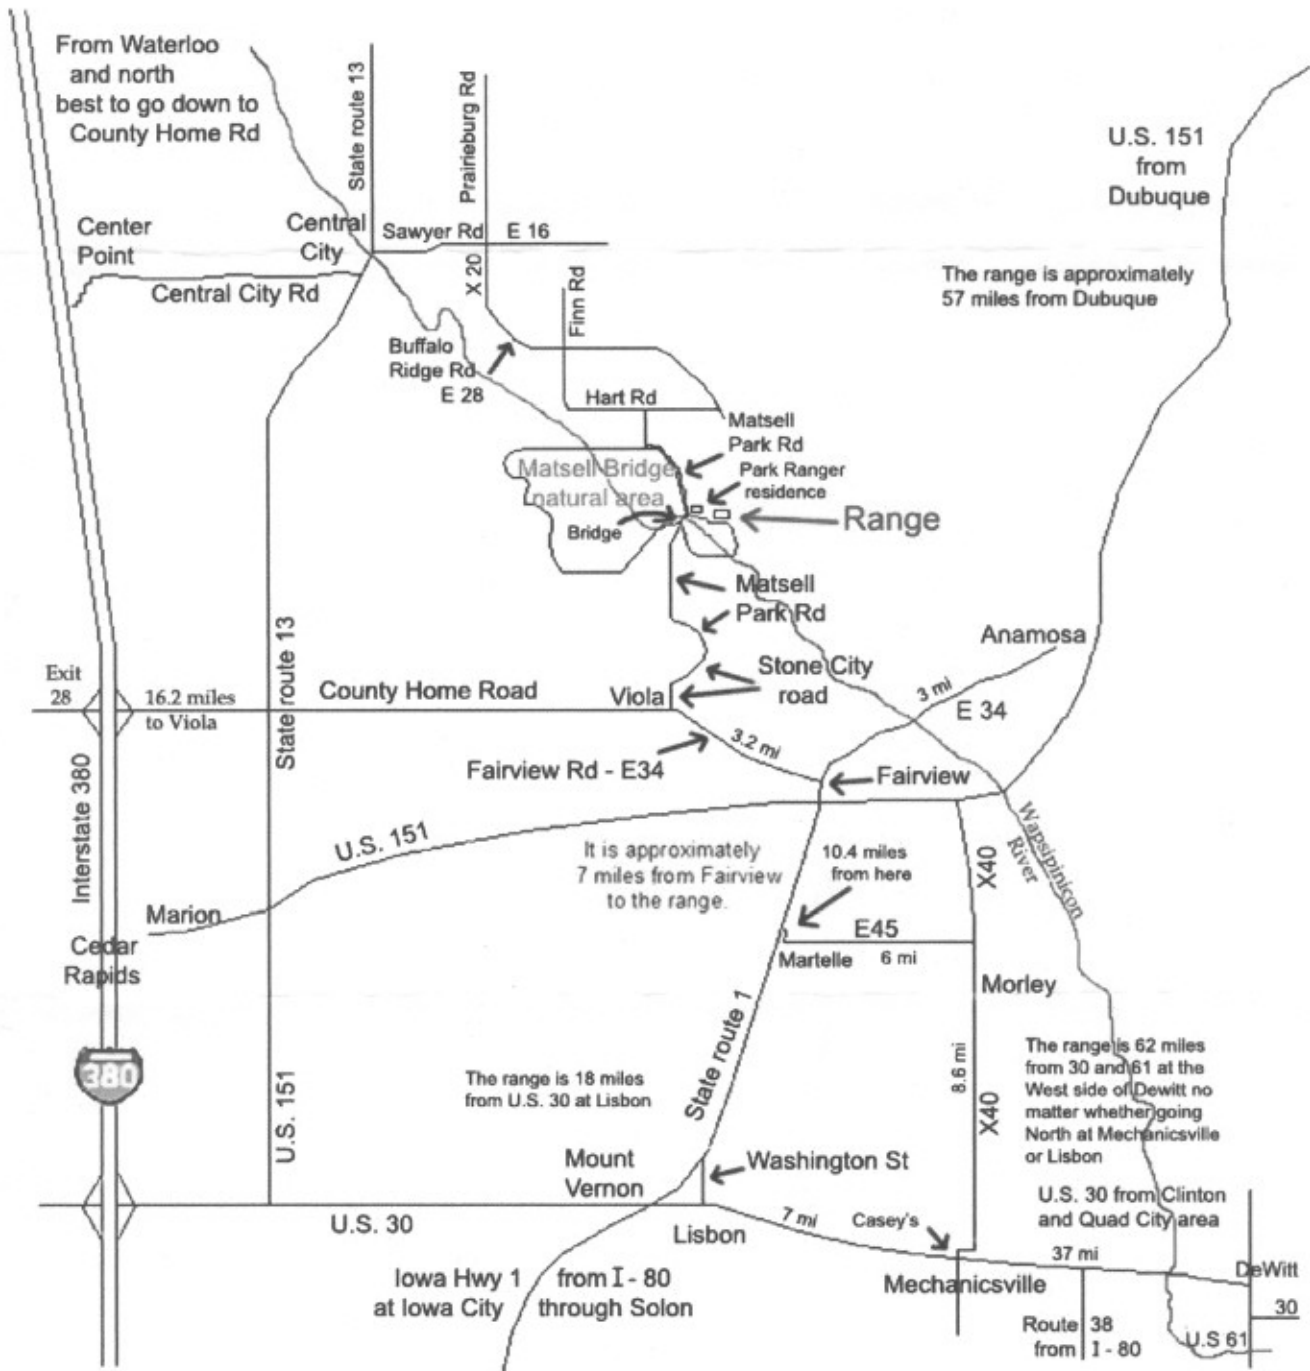 From Waterloo
and north
best to go down to
County Home Rd
State route 13
Prairieburg Rd
U.S. 151
from
Dubuque
Center
Point
Central
City
Sawyer Rd
E 16
X 20
Finn Rd
Central City Rd
The range is approximately
57 miles from Dubuque
Buffalo
Ridge Rd
E 28
Hart Rd
Matsell
Park Rd
Matsell Bridge
natural area
Park Ranger
residence
Bridge
Range
Matsell
Park Rd
Anamosa
State route 13
Exit
28
16.2 miles
to Viola
County Home Road
Viola
Stone City
road
3 mi
E 34
3.2 mi
Fairview Rd - E34
Fairview
Interstate 380
U.S. 151
Wapsipinicon
River
It is approximately
7 miles from Fairview
to the range.
10.4 miles
from here
X40
Marion
Cedar
Rapids
E45
Martelle
6 mi
Morley
State route 1
380
The range is 18 miles
from U.S. 30 at Lisbon
8.6 mi
X40
The range is 62 miles
from 30 and 61 at the
West side of Dewitt no
matter whether going
North at Mechanicsville
or Lisbon
U.S. 151
Mount
Vernon
Washington St
U.S. 30 from Clinton
and Quad City area
U.S. 30
Lisbon
7 mi
Casey's
37 mi
Mechanicsville
DeWitt
Iowa Hwy 1 from I - 80
at Iowa City through Solon
Route 38
from I - 80
30
U.S 61